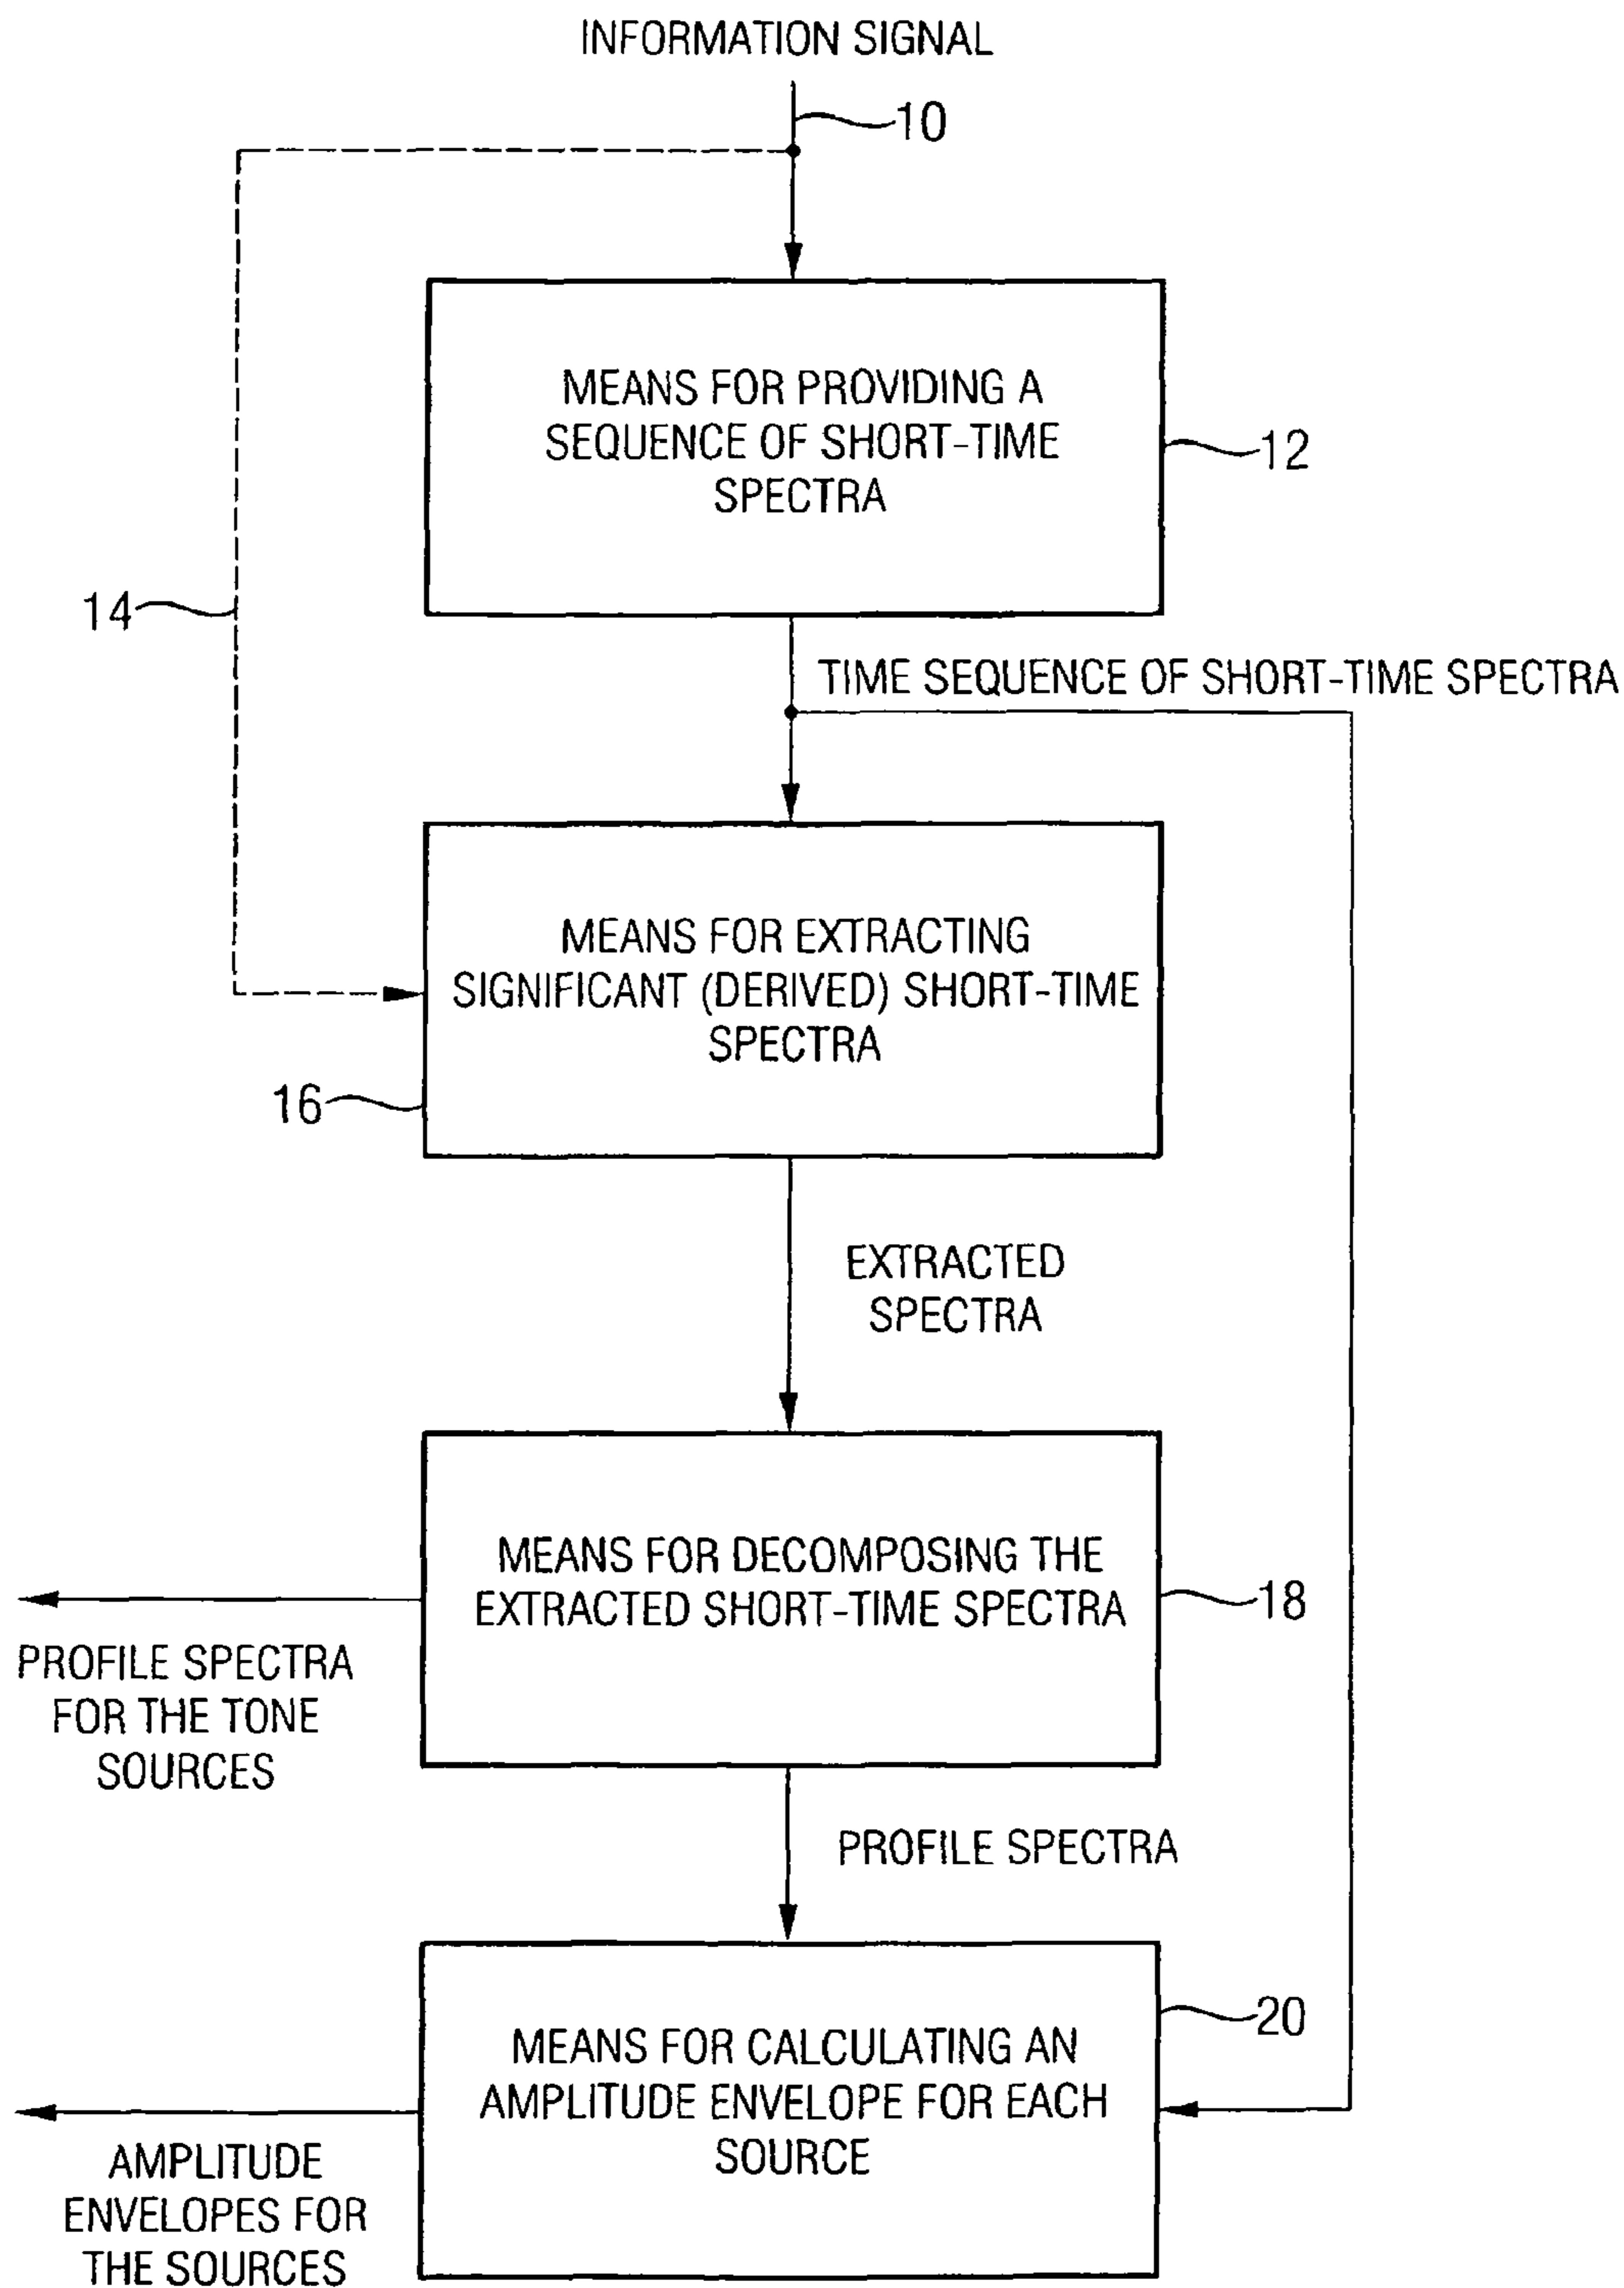 INFORMATION SIGNAL
10
MEANS FOR PROVIDING A
SEQUENCE OF SHORT-TIME
SPECTRA
12
14
TIME SEQUENCE OF SHORT-TIME SPECTRA
MEANS FOR EXTRACTING
SIGNIFICANT (DERIVED) SHORT-TIME
SPECTRA
16
EXTRACTED
SPECTRA
MEANS FOR DECOMPOSING THE
EXTRACTED SHORT-TIME SPECTRA
18
PROFILE SPECTRA
FOR THE TONE
SOURCES
PROFILE SPECTRA
20
MEANS FOR CALCULATING AN
AMPLITUDE ENVELOPE FOR EACH
SOURCE
AMPLITUDE
ENVELOPES FOR
THE SOURCES